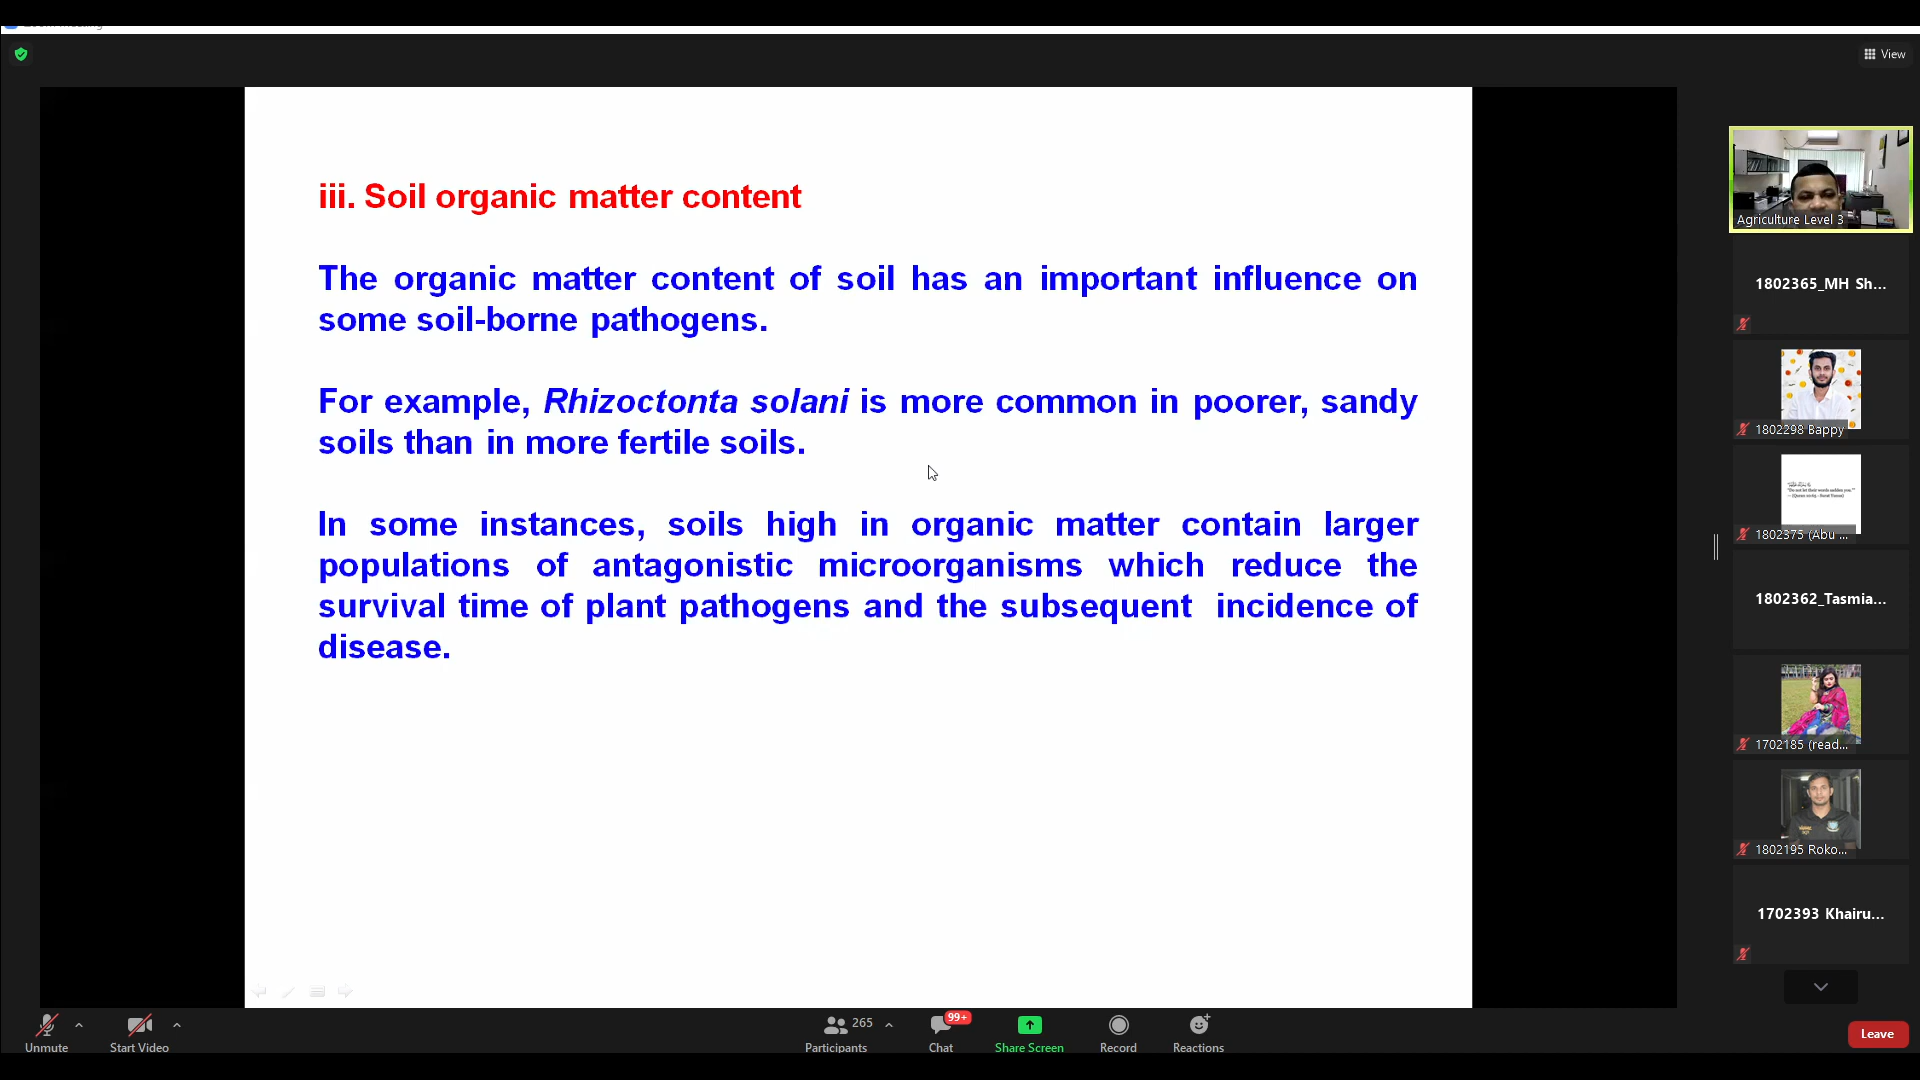 View
iii. Soil organic matter content
The organic matter content of soil has an important influence on
some soil-borne pathogens.
For example, Rhizoctonta solani is more common in poorer, sandy
soils than in more fertile soils.
In some instances, soils high in organic matter contain larger
populations of antagonistic microorganisms which reduce the
survival time of plant pathogens and the subsequent incidence of
disease.
Agriculture Level 3
1802365_MH Sh...
1802298 Bappy
1802375 (Abu ...
1802362_Tasmia...
1702185 (read...
1802195 Roko...
1702393 Khairu...
Unmute
Start Video
265
Participants
99+
Chat
Share Screen
Record
Reactions
Leave